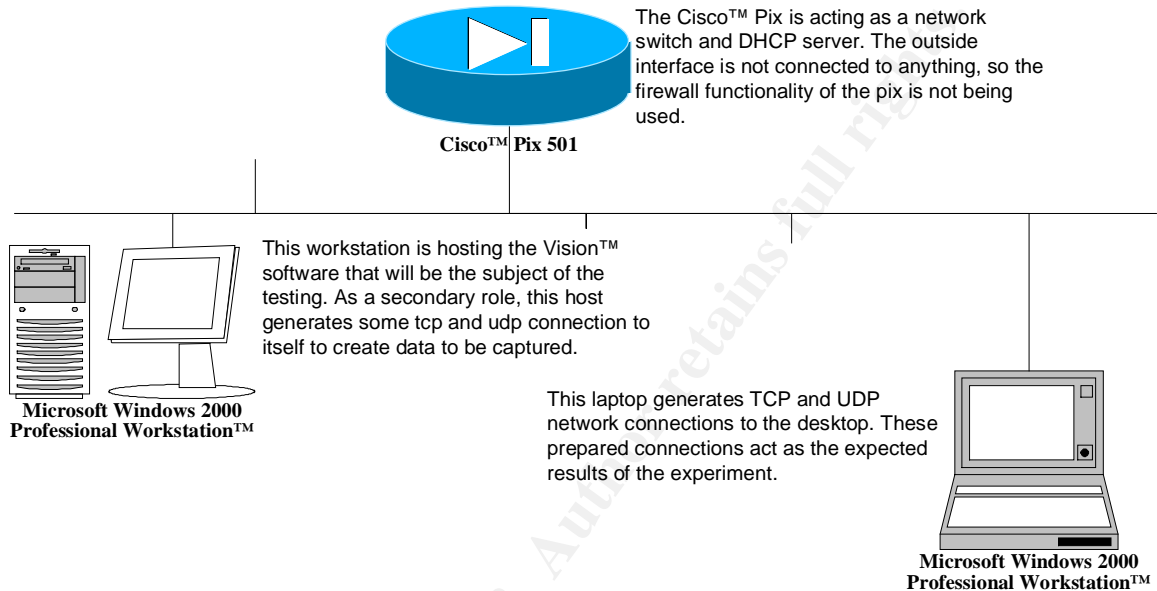 The Cisco™ Pix is acting as a network
switch and DHCP server. The outside
interface is not connected to anything, so the
firewall functionality of the pix is not being
used.
Cisco™ Pix 501
This workstation is hosting the Vision™
software that will be the subject of the
testing. As a secondary role, this host
generates some tcp and udp connection to
itself to create data to be captured.
Microsoft Windows 2000
Professional Workstation™
This laptop generates TCP and UDP
network connections to the desktop. These
prepared connections act as the expected
results of the experiment.
Microsoft Windows 2000
Professional Workstation™
Author retains full rights.